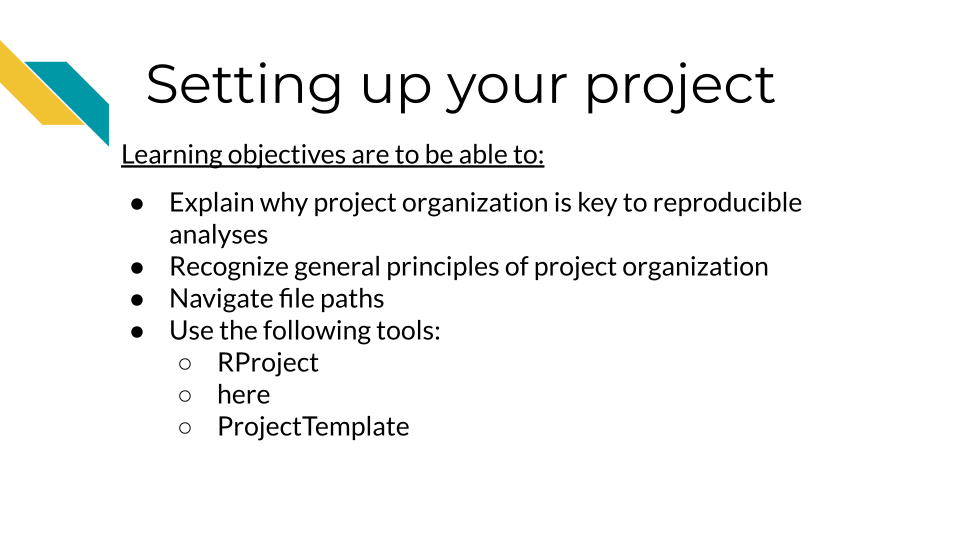 Setting up your project
Learning objectives are to be able to:
● Explain why project organization is key to reproducible
analyses
● Recognize general principles of project organization
● Navigate file paths
● Use the following tools:
○ RProject
○ here
○ ProjectTemplate